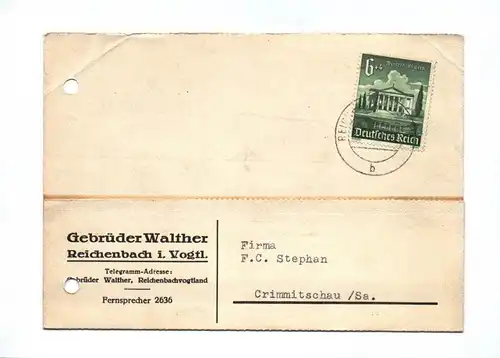 6+4
Deutsches Reich
b
Gebrüder Walther
Reichenbach i. Vogtl.
Telegramm-Adresse:
Gebrüder Walther, Reichenbachvogtland
Fernsprecher 2636
Firma
F.C. Stephan
Crimmitschau /Sa.